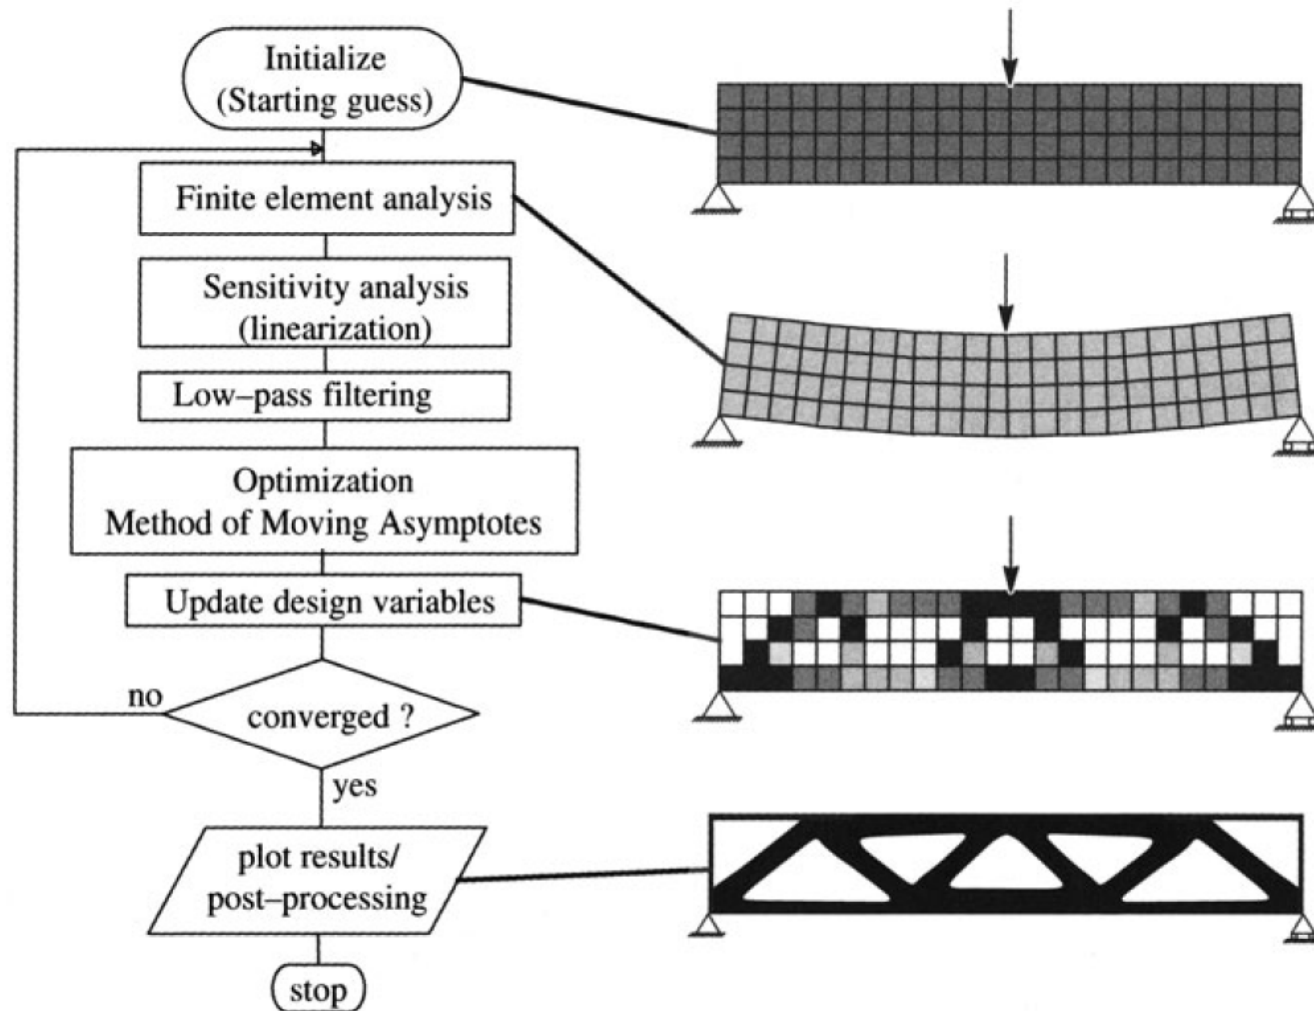 Initialize
(Starting guess)
Finite element analysis
Sensitivity analysis
(linearization)
Low–pass filtering
Optimization
Method of Moving Asymptotes
Update design variables
no
converged ?
yes
plot results/
post–processing
stop